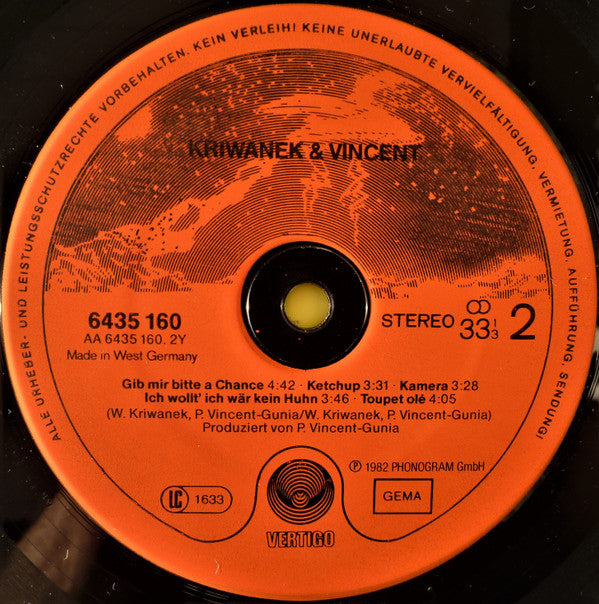 ALLE URHEBER- UND LEISTUNGSSCHUTZRECHTE VORBEHALTEN. KEIN VERLEIH! KEINE UNERLAUBTE VERVIELFÄLTIGUNG, VERMIETUNG, AUFFÜHRUNG, SENDUNG!
KRIWANEK & VINCENT
6435 160
AA 6435 160. 2Y
Made in West Germany
STEREO 33 1/3 2
Gib mir bitte a Chance 4:42 · Ketchup 3:31 · Kamera 3:28
Ich wollt' ich wär kein Huhn 3:46 · Toupet olé 4:05
(W. Kriwanek, P. Vincent-Gunia/W. Kriwanek, P. Vincent-Gunia)
Produziert von P. Vincent-Gunia
℗ 1982 PHONOGRAM GmbH
LC 1633
GEMA
VERTIGO